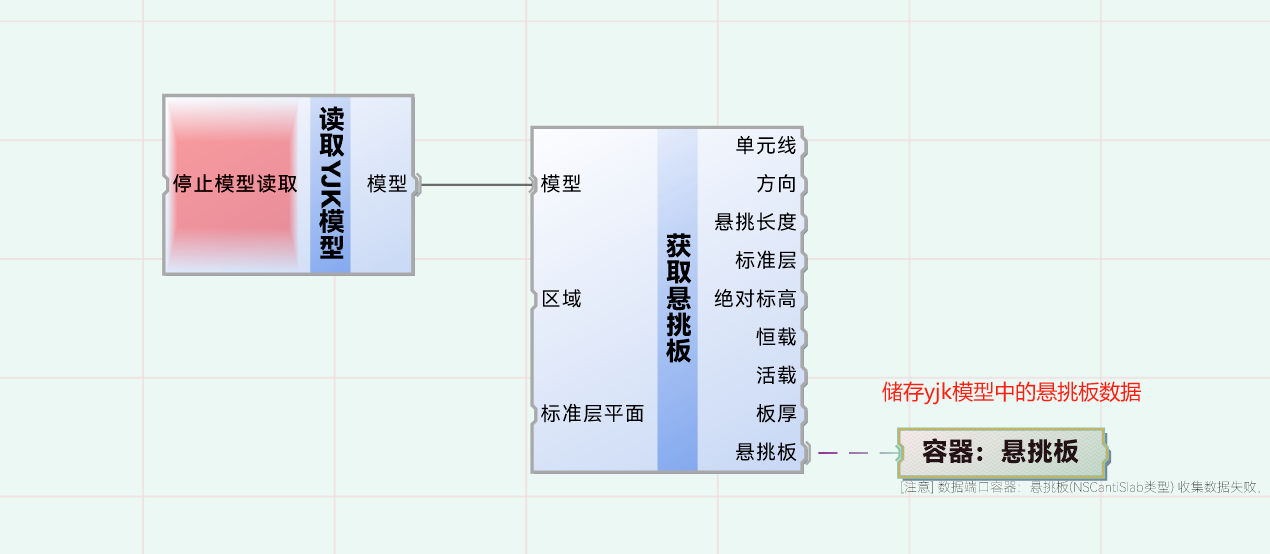 停止模型读取
读取YJK模型
模型
模型
区域
标准层平面
获取悬挑板
单元线
方向
悬挑长度
标准层
绝对标高
恒载
活载
板厚
悬挑板
储存yjk模型中的悬挑板数据
容器：悬挑板
[注意] 数据端口容器：悬挑板(NSCantiSlab类型) 收集数据失败.